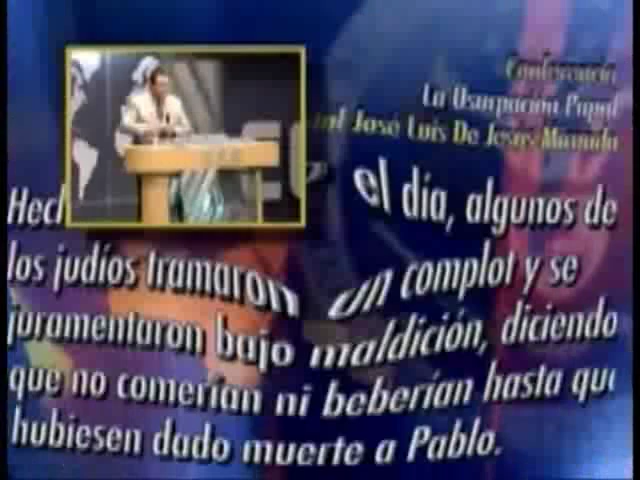 Conferencia
La Usurpación Papal
José Luis De Jesús Miranda
el día, algunos de
los judíos tramaron un complot y se
juramentaron bajo maldición, diciendo
que no comerían ni beberían hasta que
hubiesen dado muerte a Pablo.